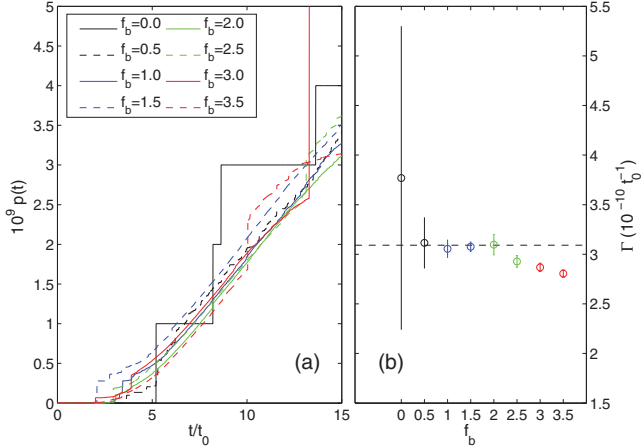 5
4.5
4
3.5
3
2.5
2
1.5
1
0.5
0
10⁹ p(t)
f_b=0.0
f_b=0.5
f_b=1.0
f_b=1.5
f_b=2.0
f_b=2.5
f_b=3.0
f_b=3.5
(a)
0 5 10 15
t/t₀
(b)
0 0.5 1 1.5 2 2.5 3 3.5
f_b
5.5
5
4.5
4
3.5
3
2.5
2
1.5
Γ (10⁻¹⁰ t₀⁻¹)